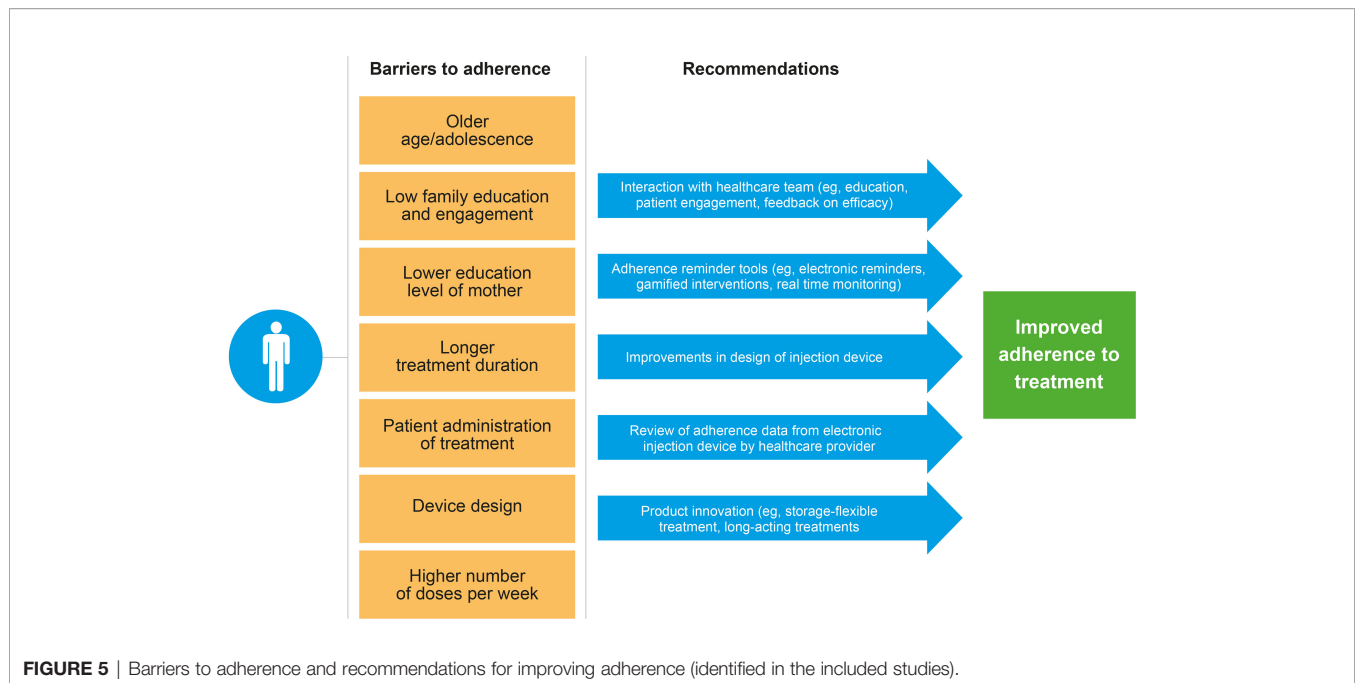 Barriers to adherence
Older
age/adolescence
Low family education
and engagement
Lower education
level of mother
Longer
treatment duration
Patient administration
of treatment
Device design
Higher number
of doses per week
Recommendations
Interaction with healthcare team (eg, education,
patient engagement, feedback on efficacy)
Adherence reminder tools (eg, electronic reminders,
gamified interventions, real time monitoring)
Improvements in design of injection device
Review of adherence data from electronic
injection device by healthcare provider
Product innovation (eg, storage-flexible
treatment, long-acting treatments
Improved
adherence to
treatment
FIGURE 5 | Barriers to adherence and recommendations for improving adherence (identified in the included studies).